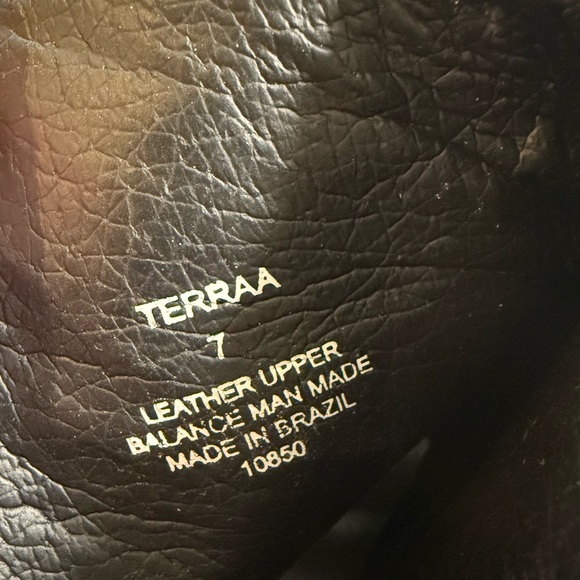 TERRAA
7
LEATHER UPPER
BALANCE MAN MADE
MADE IN BRAZIL
10850